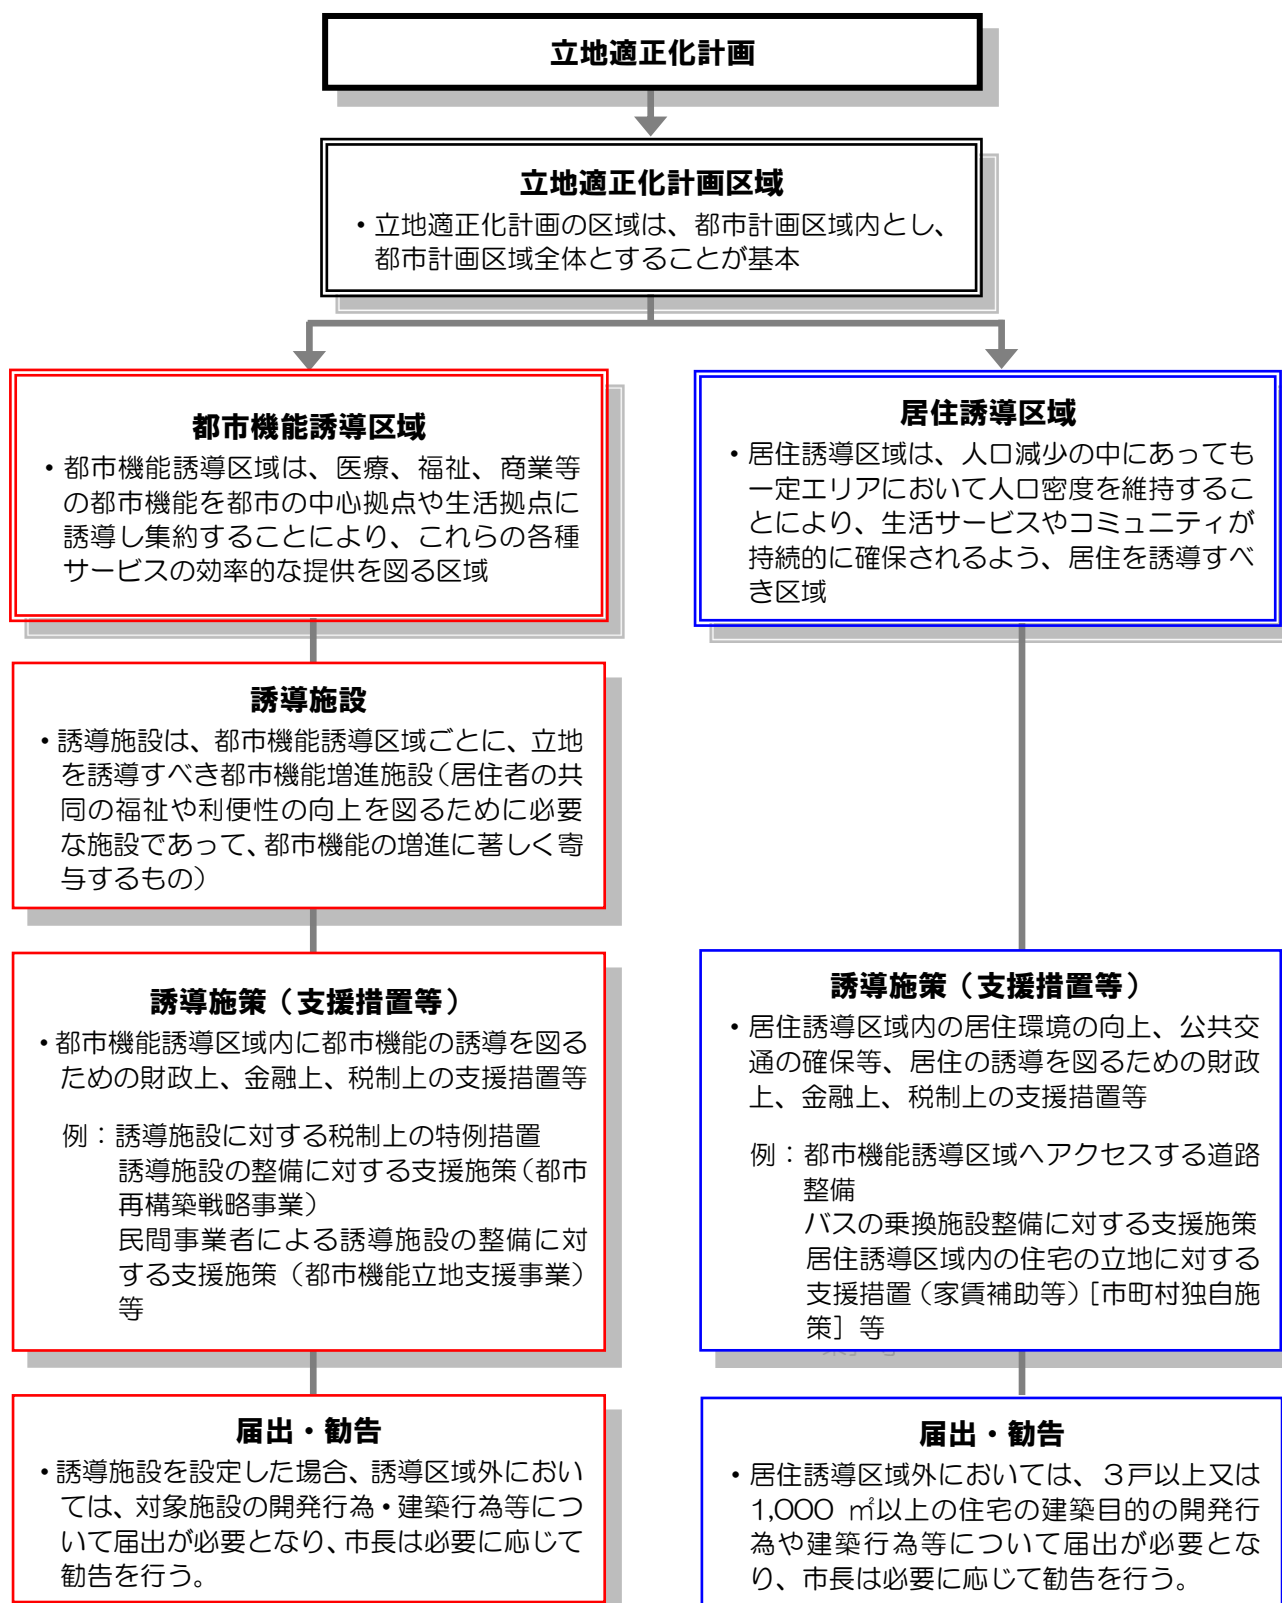 立地適正化計画
立地適正化計画区域
・立地適正化計画の区域は、都市計画区域内とし、
都市計画区域全体とすることが基本
都市機能誘導区域
・都市機能誘導区域は、医療、福祉、商業等
の都市機能を都市の中心拠点や生活拠点に
誘導し集約することにより、これらの各種
サービスの効率的な提供を図る区域
誘導施設
・誘導施設は、都市機能誘導区域ごとに、立地
を誘導すべき都市機能増進施設（居住者の共
同の福祉や利便性の向上を図るために必要
な施設であって、都市機能の増進に著しく寄
与するもの）
誘導施策（支援措置等）
・都市機能誘導区域内に都市機能の誘導を図る
ための財政上、金融上、税制上の支援措置等
例：誘導施設に対する税制上の特例措置
誘導施設の整備に対する支援施策（都市
再構築戦略事業）
民間事業者による誘導施設の整備に対
する支援施策（都市機能立地支援事業）
等
届出・勧告
・誘導施設を設定した場合、誘導区域外におい
ては、対象施設の開発行為・建築行為等につ
いて届出が必要となり、市長は必要に応じて
勧告を行う。
居住誘導区域
・居住誘導区域は、人口減少の中にあっても
一定エリアにおいて人口密度を維持するこ
とにより、生活サービスやコミュニティが
持続的に確保されるよう、居住を誘導すべ
き区域
誘導施策（支援措置等）
・居住誘導区域内の居住環境の向上、公共交
通の確保等、居住の誘導を図るための財政
上、金融上、税制上の支援措置等
例：都市機能誘導区域へアクセスする道路
整備
バスの乗換施設整備に対する支援施策
居住誘導区域内の住宅の立地に対する
支援措置（家賃補助等）［市町村独自施
策］等
届出・勧告
・居住誘導区域外においては、３戸以上又は
1,000 ㎡以上の住宅の建築目的の開発行
為や建築行為等について届出が必要とな
り、市長は必要に応じて勧告を行う。